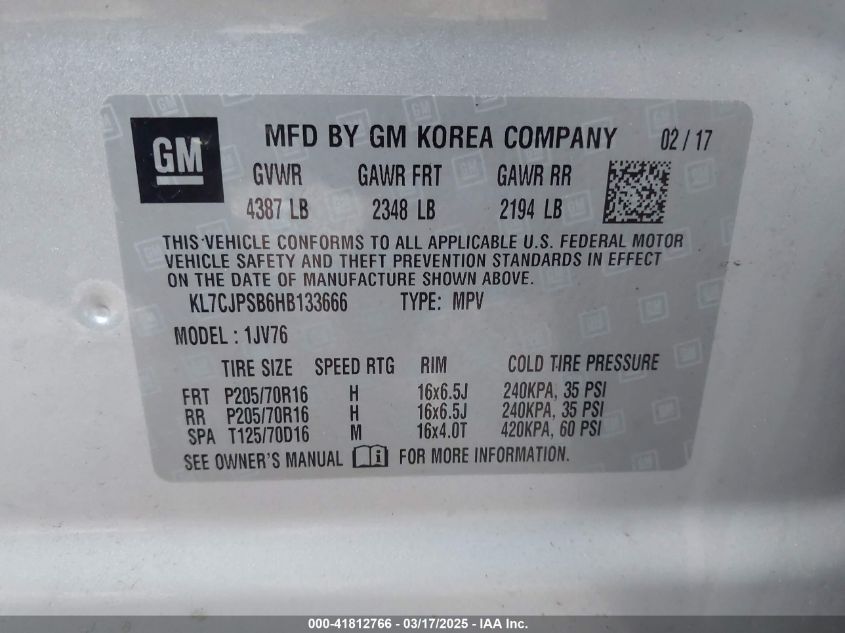 GM MFD BY GM KOREA COMPANY 02 / 17
GVWR GAWR FRT GAWR RR
4387 LB 2348 LB 2194 LB
THIS VEHICLE CONFORMS TO ALL APPLICABLE U.S. FEDERAL MOTOR
VEHICLE SAFETY AND THEFT PREVENTION STANDARDS IN EFFECT
ON THE DATE OF MANUFACTURE SHOWN ABOVE.
KL7CJPSB6HB133666 TYPE: MPV
MODEL : 1JV76
TIRE SIZE SPEED RTG RIM COLD TIRE PRESSURE
FRT P205/70R16 H 16x6.5J 240KPA, 35 PSI
RR P205/70R16 H 16x6.5J 240KPA, 35 PSI
SPA T125/70D16 M 16x4.0T 420KPA, 60 PSI
SEE OWNER'S MANUAL FOR MORE INFORMATION.
000-41812766 - 03/17/2025 - IAA Inc.